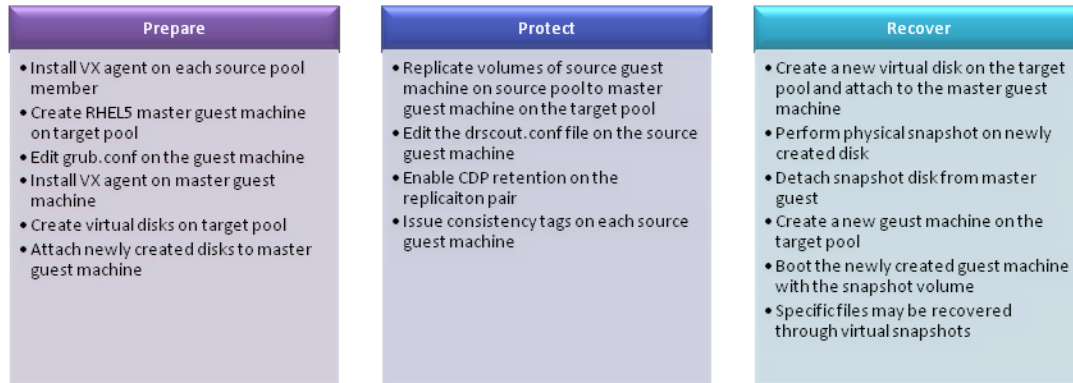 Prepare
• Install VX agent on each source pool
member
• Create RHEL5 master guest machine
on target pool
• Edit grub.conf on the guest machine
• Install VX agent on master guest
machine
• Create virtual disks on target pool
• Attach newly created disks to master
guest machine
Protect
• Replicate volumes of source guest
machine on source pool to master
guest machine on the target pool
• Edit the drscout.conf file on the source
guest machine
• Enable CDP retention on the
replicaiton pair
• Issue consistency tags on each source
guest machine
Recover
• Create a new virtual disk on the target
pool and attach to the master guest
machine
• Perform physical snapshot on newly
created disk
• Detach snapshot disk from master
guest
• Create a new geust machine on the
target pool
• Boot the newly created guest machine
with the snapshot volume
• Specific files may be recovered
through virtual snapshots